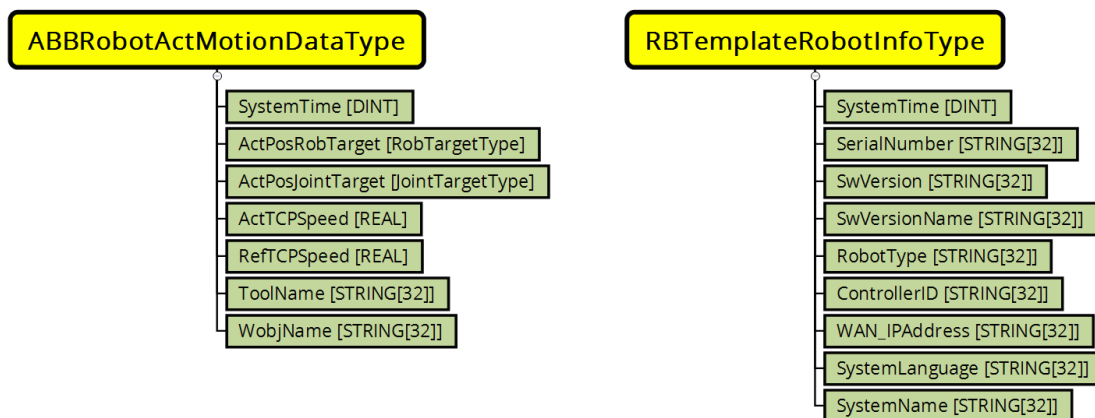 ABBRobotActMotionDataType
SystemTime [DINT]
ActPosRobTarget [RobTargetType]
ActPosJointTarget [JointTargetType]
ActTCPSpeed [REAL]
RefTCPSpeed [REAL]
ToolName [STRING[32]]
WobjName [STRING[32]]
RBTemplateRobotInfoType
SystemTime [DINT]
SerialNumber [STRING[32]]
SwVersion [STRING[32]]
SwVersionName [STRING[32]]
RobotType [STRING[32]]
ControllerID [STRING[32]]
WAN_IPAddress [STRING[32]]
SystemLanguage [STRING[32]]
SystemName [STRING[32]]